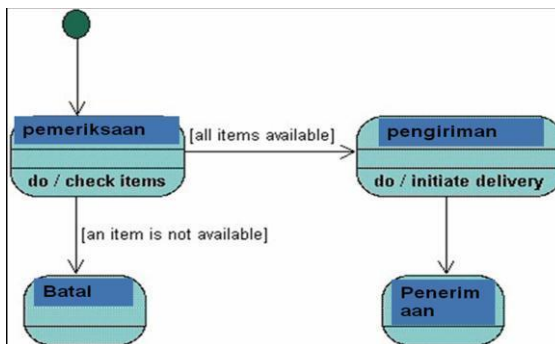 pemeriksaan
do / check items
[all items available]
pengiriman
do / initiate delivery
[an item is not available]
Batal
Penerim
aan